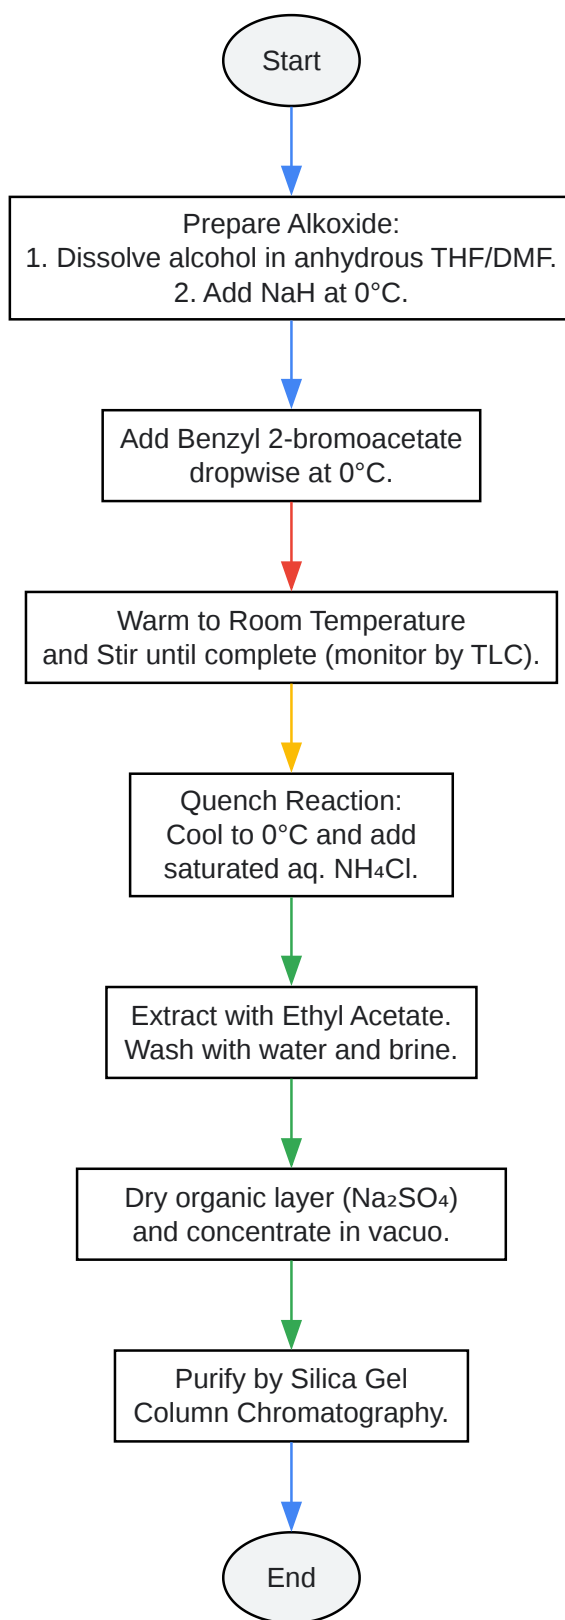 Start
Prepare Alkoxide:
1. Dissolve alcohol in anhydrous THF/DMF.
2. Add NaH at 0°C.
Add Benzyl 2-bromoacetate
dropwise at 0°C.
Warm to Room Temperature
and Stir until complete (monitor by TLC).
Quench Reaction:
Cool to 0°C and add
saturated aq. NH₄Cl.
Extract with Ethyl Acetate.
Wash with water and brine.
Dry organic layer (Na₂SO₄)
and concentrate in vacuo.
Purify by Silica Gel
Column Chromatography.
End